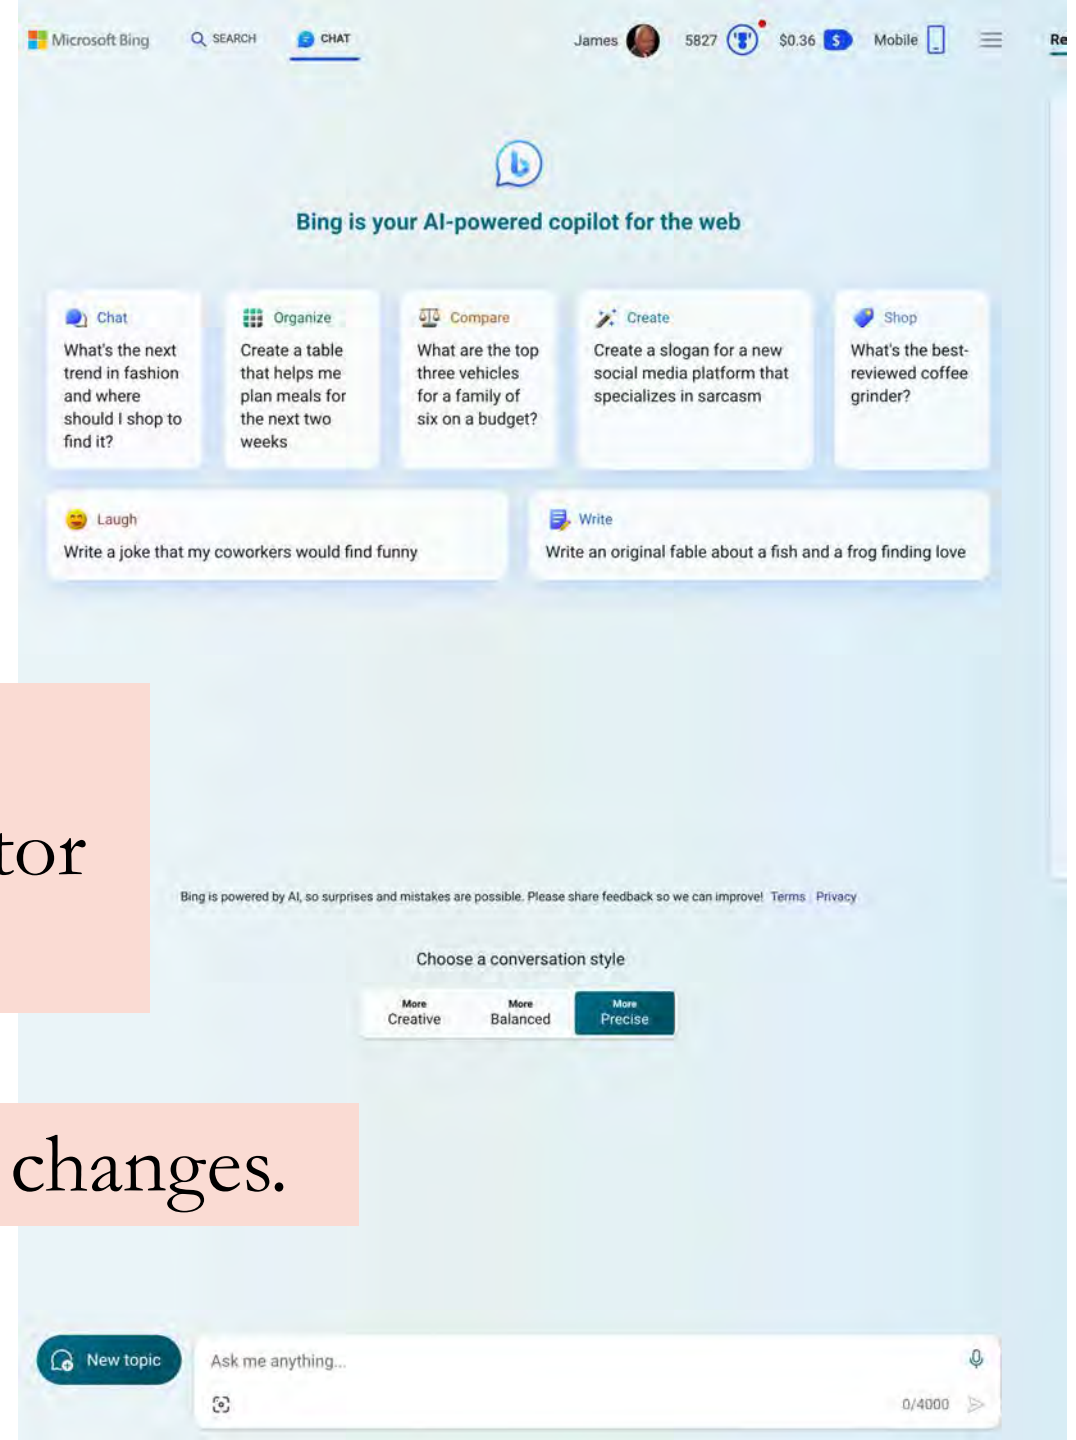 Microsoft Bing
SEARCH
CHAT
James
5827
$0.36
Mobile
Bing is your AI-powered copilot for the web
Chat
What's the next
trend in fashion
and where
should I shop to
find it?
Organize
Create a table
that helps me
plan meals for
the next two
weeks
Compare
What are the top
three vehicles
for a family of
six on a budget?
Create
Create a slogan for a new
social media platform that
specializes in sarcasm
Shop
What's the best-
reviewed coffee
grinder?
Laugh
Write a joke that my coworkers would find funny
Write
Write an original fable about a fish and a frog finding love
Bing is powered by AI, so surprises and mistakes are possible. Please share feedback so we can improve! Terms Privacy
Choose a conversation style
More
Creative
More
Balanced
More
Precise
changes.
New topic
Ask me anything...
0/4000